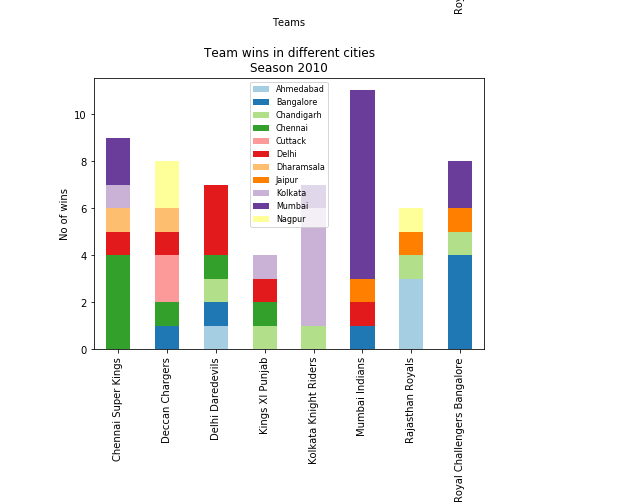 Roy
Teams
Team wins in different cities
Season 2010
No of wins
10
8
6
4
2
0
Ahmedabad
Bangalore
Chandigarh
Chennai
Cuttack
Delhi
Dharamsala
Jaipur
Kolkata
Mumbai
Nagpur
Chennai Super Kings
Deccan Chargers
Delhi Daredevils
Kings XI Punjab
Kolkata Knight Riders
Mumbai Indians
Rajasthan Royals
Royal Challengers Bangalore